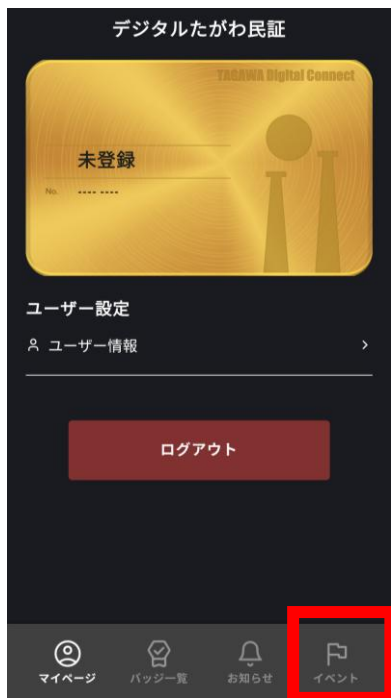 デジタルたがわ民証
TAGAWA Digital Connect
未登録
No. ---- ----
ユーザー設定
ユーザー情報
ログアウト
マイページ
バッジ一覧
お知らせ
イベント